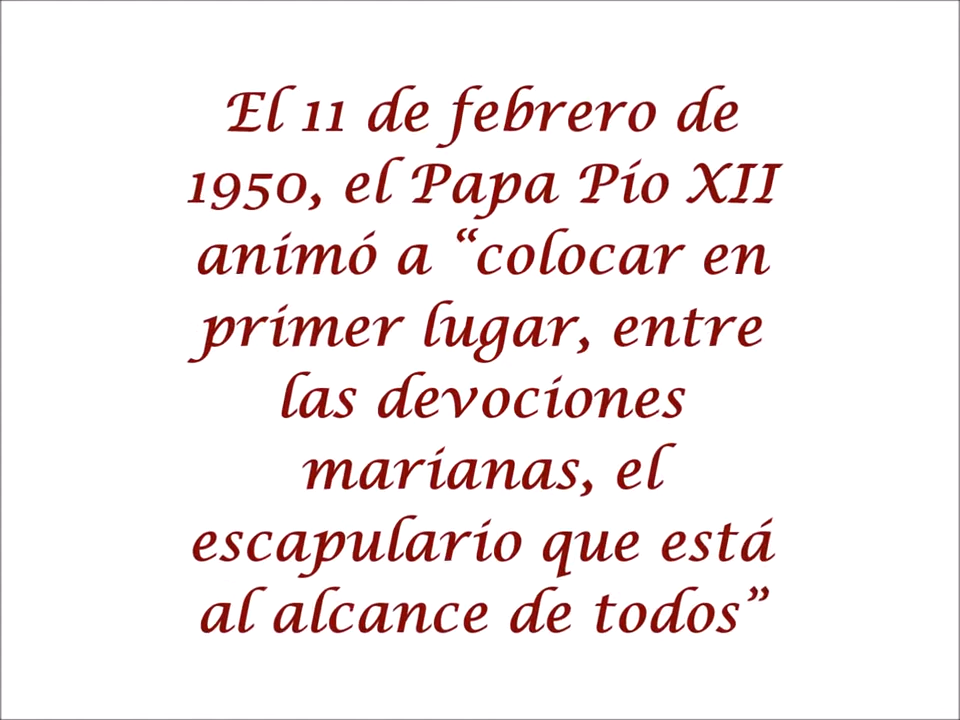 El 11 de febrero de
1950, el Papa Pío XII
animó a “colocar en
primer lugar, entre
las devociones
marianas, el
escapulario que está
al alcance de todos”